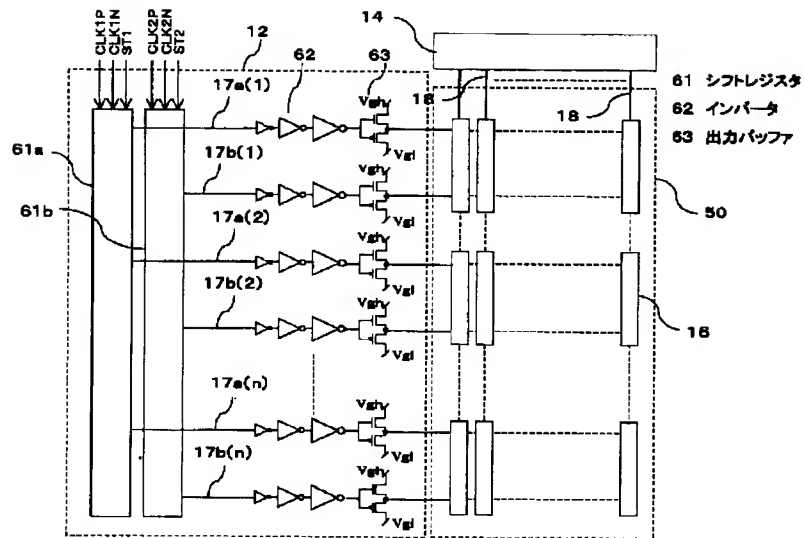 CLK1P
CLK1N
ST1
CLK2P
CLK2N
ST2
12
62
63
14
61 シフトレジスタ
62 インバータ
63 出力バッファ
18
18
17a(1)
Vgh
Vgl
61a
17b(1)
Vgh
Vgl
50
61b
17a(2)
Vgh
Vgl
17b(2)
Vgh
Vgl
16
17a(n)
Vgh
Vgl
17b(n)
Vgh
Vgl